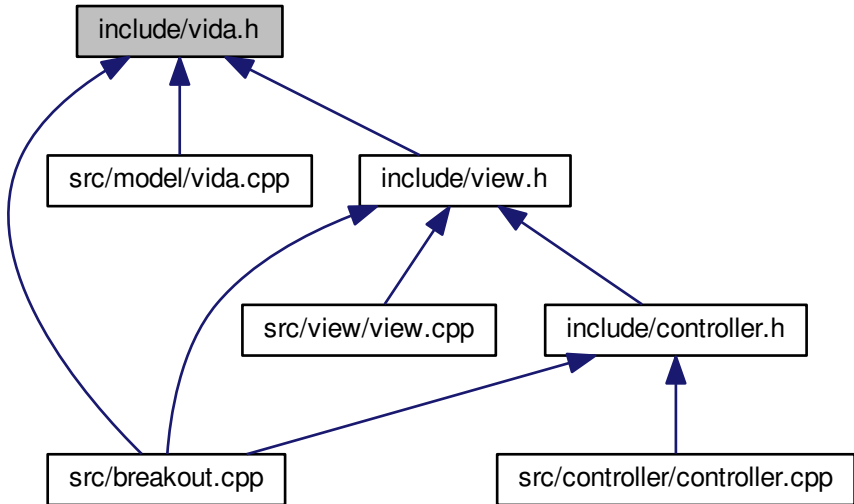 include/vida.h
src/model/vida.cpp
include/view.h
src/view/view.cpp
include/controller.h
src/breakout.cpp
src/controller/controller.cpp